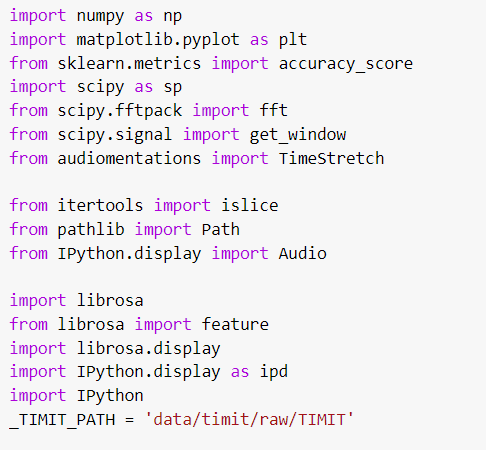 import numpy as np
import matplotlib.pyplot as plt
from sklearn.metrics import accuracy_score
import scipy as sp
from scipy.fftpack import fft
from scipy.signal import get_window
from audiomentations import TimeStretch
from itertools import islice
from pathlib import Path
from IPython.display import Audio
import librosa
from librosa import feature
import librosa.display
import IPython.display as ipd
import IPython
_TIMIT_PATH = 'data/timit/raw/TIMIT'